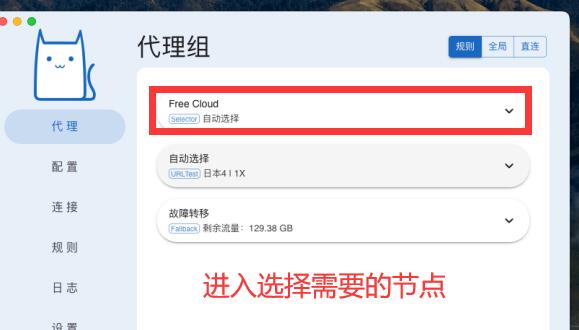 代理组
规则 全局 直连
代理
配置
连接
规则
日志
设置
Free Cloud
Selector 自动选择
自动选择
URLTest 日本4 | 1X
故障转移
Fallback 剩余流量：129.38 GB
进入选择需要的节点